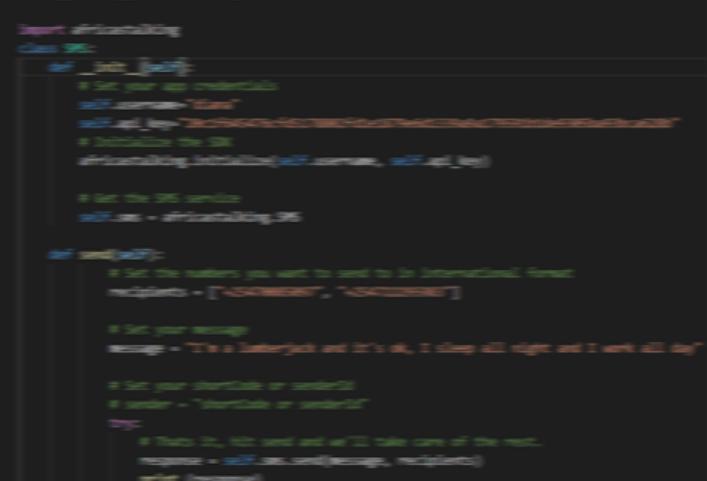 import africastalking
class SMS:
def __init__(self):
# Set your app credentials
self.username=
self.api_key=
# Initialize the SDK
africastalking.initialize(self.username, self.api_key)
# Get the SMS service
self.sms = africastalking.SMS
def send(self):
# Set the numbers you want to send to in international format
recipients = [
# Set your message
message = "I'm a lumberjack and it's ok, I sleep all night and I work all day"
# Set your shortCode or senderId
# sender = "shortCode or senderId"
try:
# Thats it, hit send and we'll take care of the rest.
response = self.sms.send(message, recipients)
print (response)